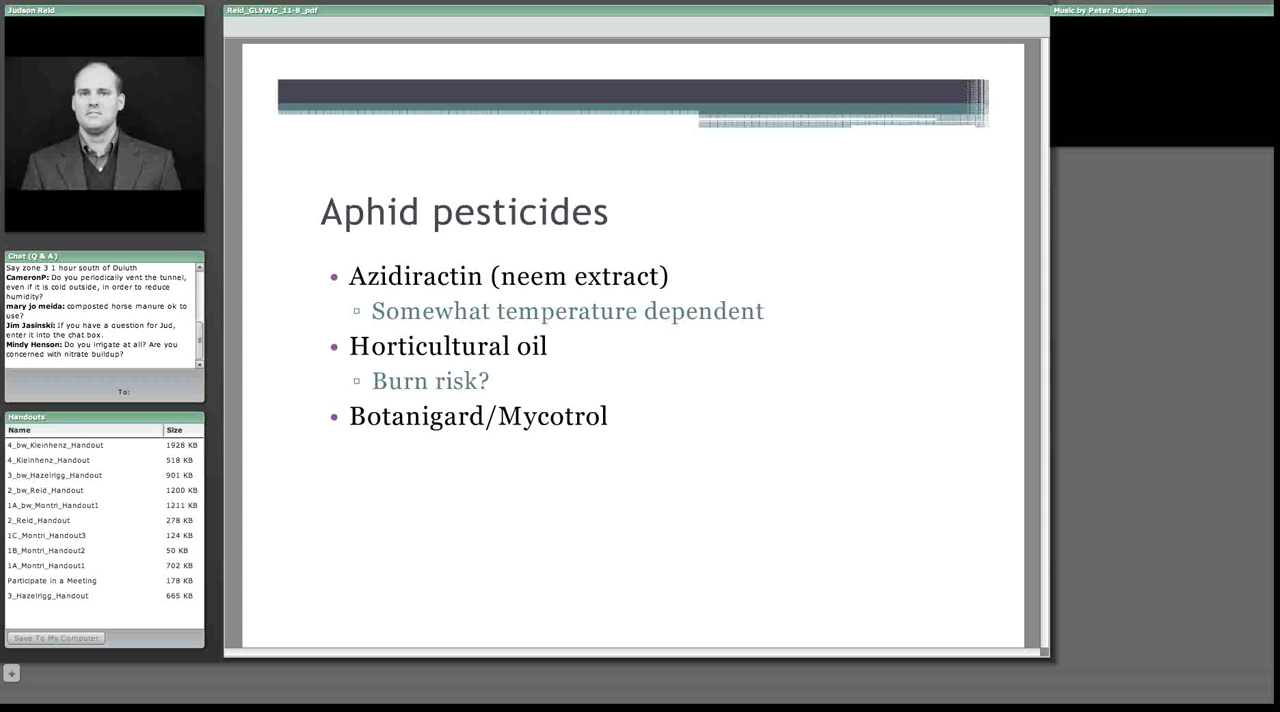 Judson Reid
Reid_GLVWG_11-8_pdf
Music by Peter Rudenko
Aphid pesticides
Azidiractin (neem extract)
Somewhat temperature dependent
Horticultural oil
Burn risk?
Botanigard/Mycotrol
Chat (Q & A)
Say zone 3 1 hour south of Duluth
CameronP: Do you periodically vent the tunnel,
even if it is cold outside, in order to reduce
humidity?
mary jo meida: composted horse manure ok to
use?
Jim Jasinski: If you have a question for Jud,
enter it into the chat box.
Mindy Henson: Do you irrigate at all? Are you
concerned with nitrate buildup?
To:
Handouts
Name Size
4_bw_Kleinhenz_Handout 1928 KB
4_Kleinhenz_Handout 518 KB
3_bw_Hazelrigg_Handout 901 KB
2_bw_Reid_Handout 1200 KB
1A_bw_Montri_Handout1 1211 KB
2_Reid_Handout 278 KB
1C_Montri_Handout3 124 KB
1B_Montri_Handout2 50 KB
1A_Montri_Handout1 702 KB
Participate in a Meeting 178 KB
3_Hazelrigg_Handout 665 KB
Save To My Computer